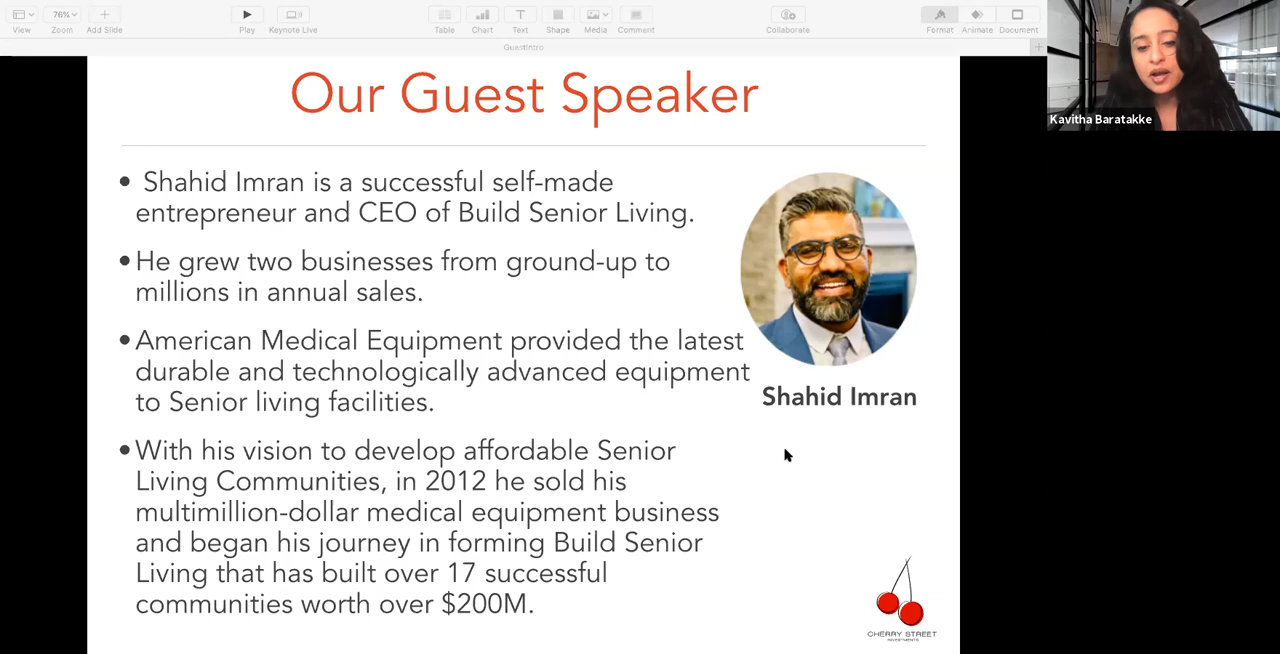 View
76%
Zoom
Add Slide
Play
Keynote Live
Table
Chart
Text
Shape
Media
Comment
Collaborate
Format
Animate
Document
GuestIntro
Kavitha Baratakke
Our Guest Speaker
• Shahid Imran is a successful self-made
entrepreneur and CEO of Build Senior Living.
• He grew two businesses from ground-up to
millions in annual sales.
• American Medical Equipment provided the latest
durable and technologically advanced equipment
to Senior living facilities.
• With his vision to develop affordable Senior
Living Communities, in 2012 he sold his
multimillion-dollar medical equipment business
and began his journey in forming Build Senior
Living that has built over 17 successful
communities worth over $200M.
Shahid Imran
CHERRY STREET
INVESTMENTS